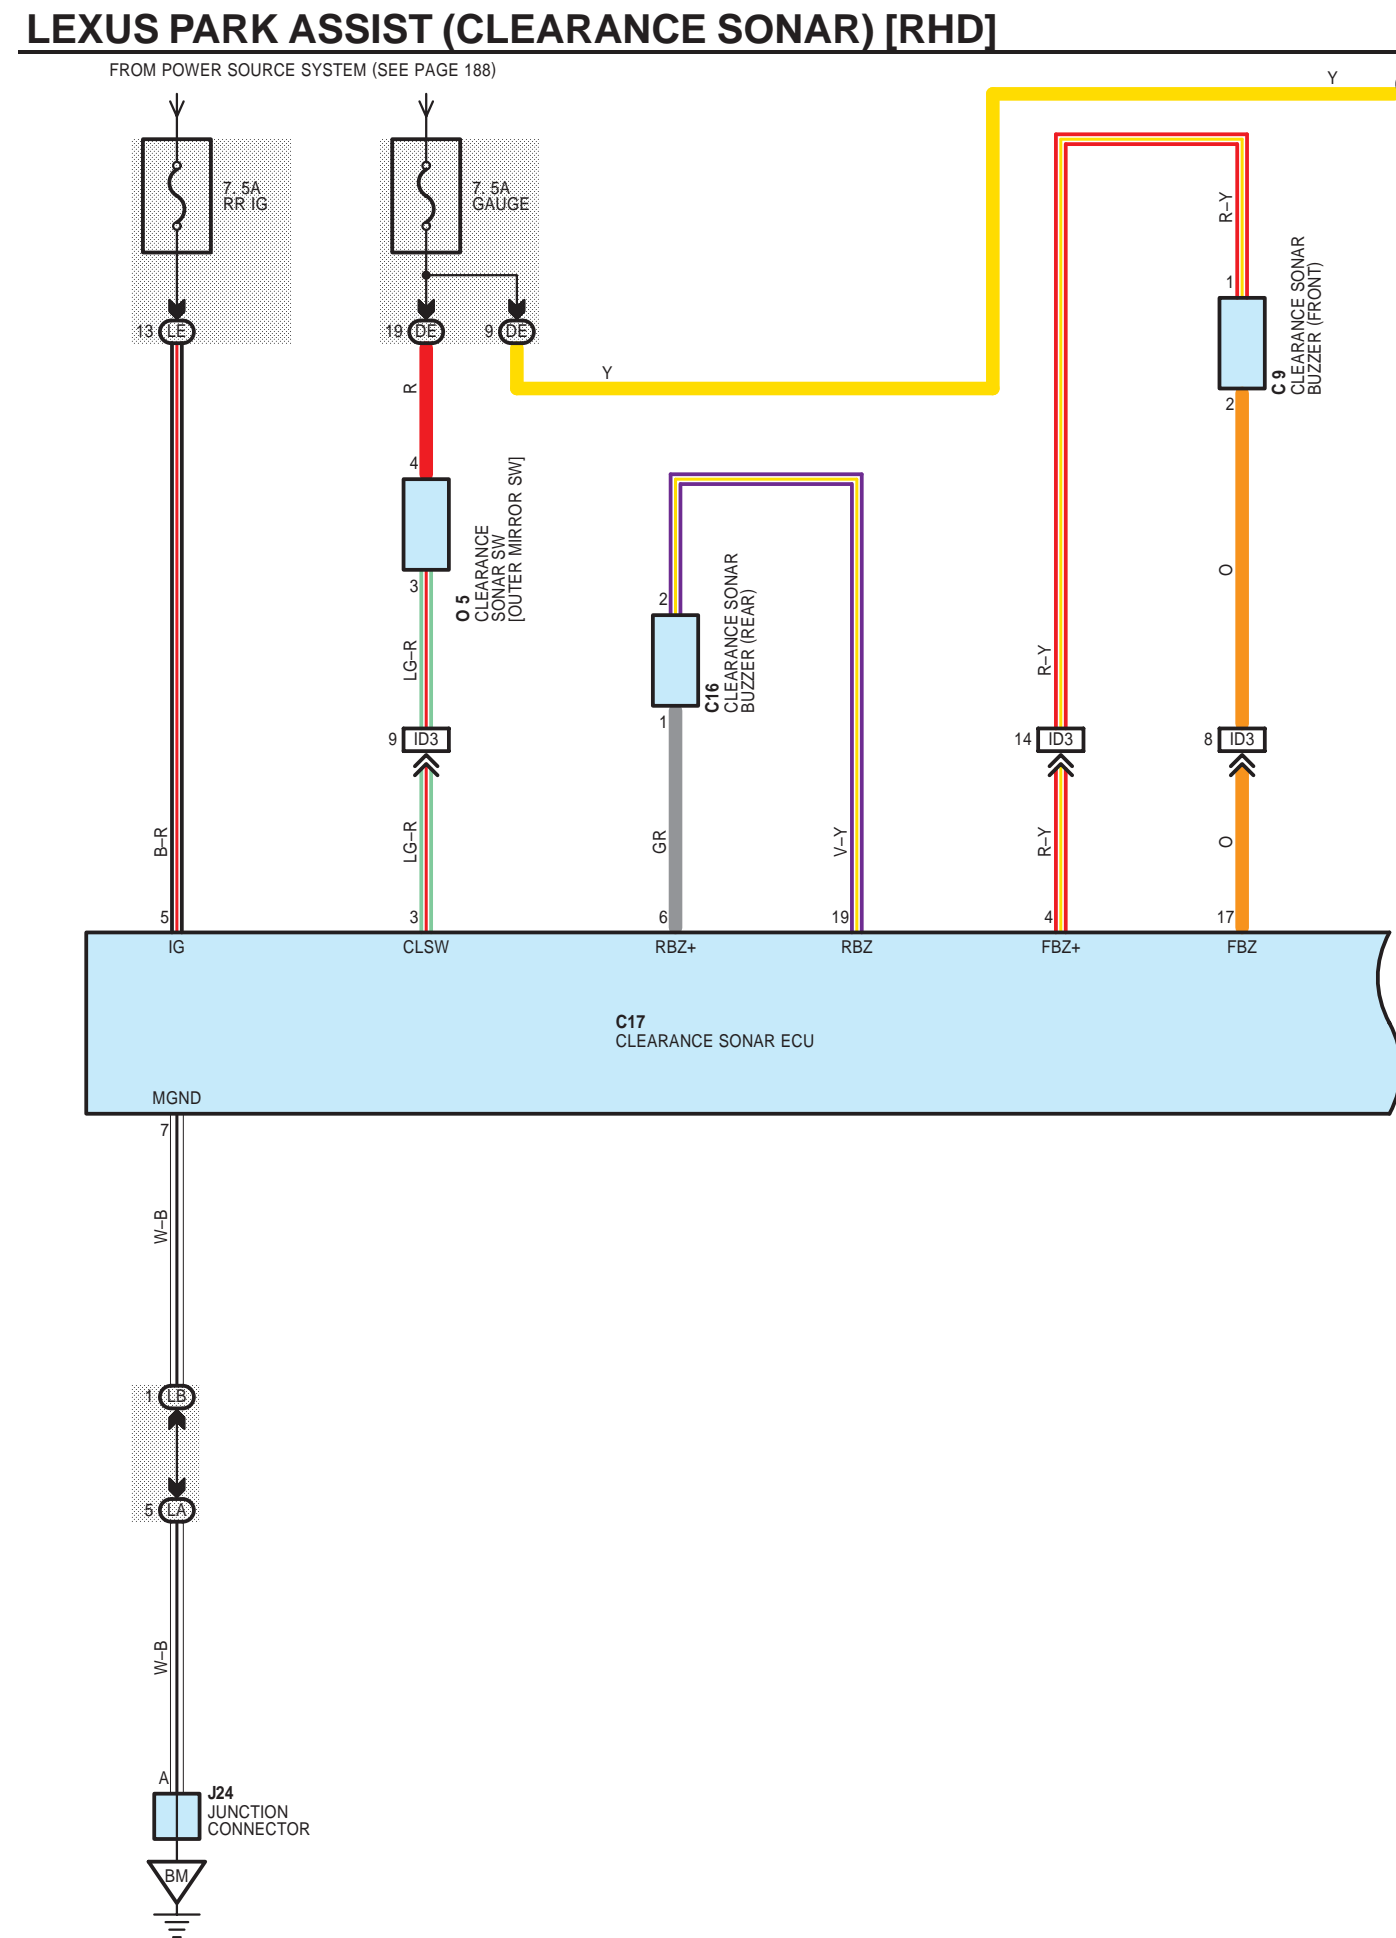 LEXUS PARK ASSIST (CLEARANCE SONAR) [RHD]
FROM POWER SOURCE SYSTEM (SEE PAGE 188)
Y
7. 5A
RR IG
7. 5A
GAUGE
R–Y
1
C 9
CLEARANCE SONAR
BUZZER (FRONT)
2
13 LE
19 DE
9 DE
Y
R
4
O 5
CLEARANCE
SONAR SW
[OUTER MIRROR SW]
3
LG–R
2
C16
CLEARANCE SONAR
BUZZER (REAR)
1
O
R–Y
9 ID3
14 ID3
8 ID3
B–R
LG–R
GR
V–Y
R–Y
O
5
3
6
19
4
17
IG
CLSW
RBZ+
RBZ
FBZ+
FBZ
C17
CLEARANCE SONAR ECU
MGND
7
W–B
1 LB
5 LA
W–B
A
J24
JUNCTION
CONNECTOR
BM